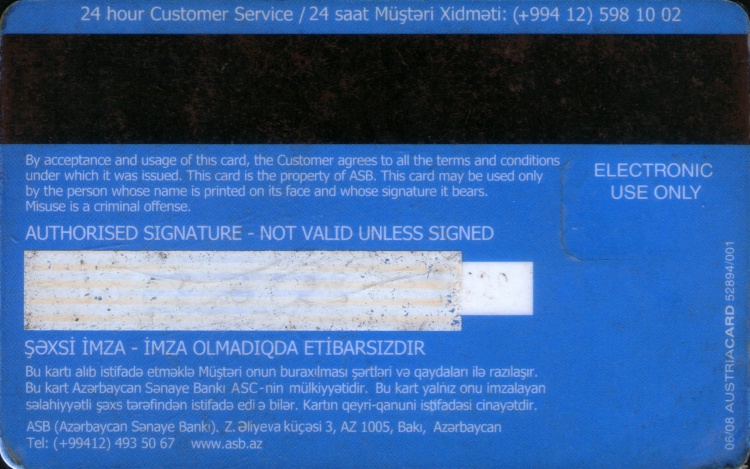 24 hour Customer Service / 24 saat Müştəri Xidməti: (+994 12) 598 10 02
By acceptance and usage of this card, the Customer agrees to all the terms and conditions
under which it was issued. This card is the property of ASB. This card may be used only
by the person whose name is printed on its face and whose signature it bears.
Misuse is a criminal offense.
ELECTRONIC
USE ONLY
AUTHORISED SIGNATURE - NOT VALID UNLESS SIGNED
ŞƏXSİ İMZA - İMZA OLMADIQDA ETİBARSIZDIR
Bu kartı alıb istifadə etməklə Müştəri onun buraxılması şərtləri və qaydaları ilə razılaşır.
Bu kart Azərbaycan Sənaye Bankı ASC-nin mülkiyyətidir. Bu kart yalnız onu imzalayan
səlahiyyətli şəxs tərəfindən istifadə edi ə bilər. Kartın qeyri-qanuni istifadəsi cinayətdir.
ASB (Azərbaycan Sənaye Bankı). Z. Əliyeva küçəsi 3, AZ 1005, Bakı, Azərbaycan
Tel: (+99412) 493 50 67 www.asb.az
06/08 AUSTRIACARD 52894/001